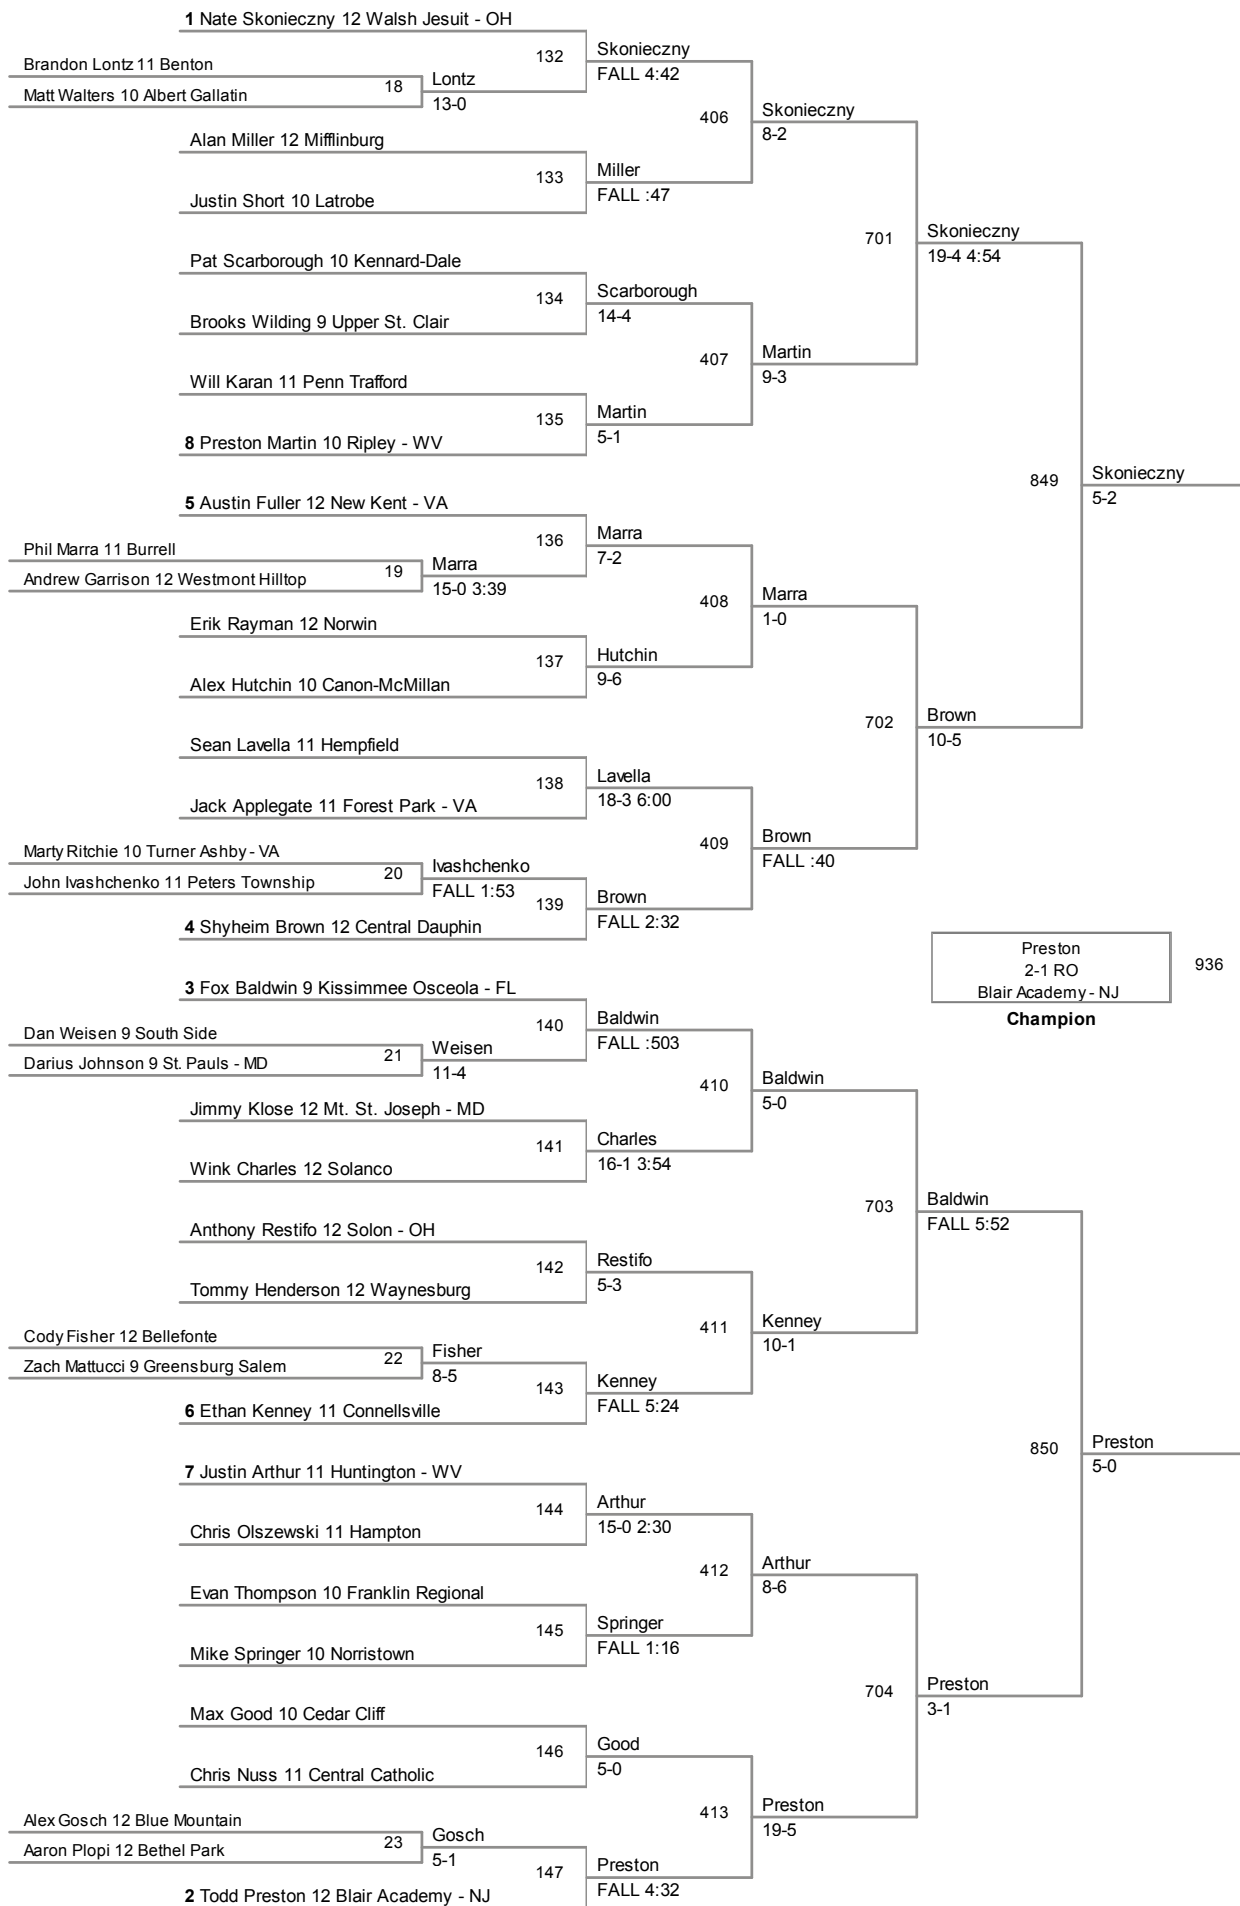 1 Nate Skonieczny 12 Walsh Jesuit - OH
132
Skonieczny
FALL 4:42
Brandon Lontz 11 Benton
18
Lontz
Matt Walters 10 Albert Gallatin
13-0
406
Skonieczny
8-2
Alan Miller 12 Mifflinburg
133
Miller
FALL :47
Justin Short 10 Latrobe
701
Skonieczny
19-4 4:54
Pat Scarborough 10 Kennard-Dale
134
Scarborough
14-4
Brooks Wilding 9 Upper St. Clair
407
Martin
9-3
Will Karan 11 Penn Trafford
135
Martin
5-1
8 Preston Martin 10 Ripley - WV
849
Skonieczny
5-2
5 Austin Fuller 12 New Kent - VA
136
Marra
7-2
Phil Marra 11 Burrell
19
Marra
Andrew Garrison 12 Westmont Hilltop
15-0 3:39
408
Marra
1-0
Erik Rayman 12 Norwin
137
Hutchin
9-6
Alex Hutchin 10 Canon-McMillan
702
Brown
10-5
Sean Lavella 11 Hempfield
138
Lavella
18-3 6:00
Jack Applegate 11 Forest Park - VA
409
Brown
FALL :40
Marty Ritchie 10 Turner Ashby - VA
20
Ivashchenko
John Ivashchenko 11 Peters Township
FALL 1:53
139
Brown
FALL 2:32
4 Shyheim Brown 12 Central Dauphin
Preston
2-1 RO
Blair Academy - NJ
936
Champion
3 Fox Baldwin 9 Kissimmee Osceola - FL
140
Baldwin
FALL :503
Dan Weisen 9 South Side
21
Weisen
Darius Johnson 9 St. Pauls - MD
11-4
410
Baldwin
5-0
Jimmy Klose 12 Mt. St. Joseph - MD
141
Charles
16-1 3:54
Wink Charles 12 Solanco
703
Baldwin
FALL 5:52
Anthony Restifo 12 Solon - OH
142
Restifo
5-3
Tommy Henderson 12 Waynesburg
411
Kenney
10-1
Cody Fisher 12 Bellefonte
22
Fisher
Zach Mattucci 9 Greensburg Salem
8-5
143
Kenney
FALL 5:24
6 Ethan Kenney 11 Connellsville
850
Preston
5-0
7 Justin Arthur 11 Huntington - WV
144
Arthur
15-0 2:30
Chris Olszewski 11 Hampton
412
Arthur
8-6
Evan Thompson 10 Franklin Regional
145
Springer
FALL 1:16
Mike Springer 10 Norristown
704
Preston
3-1
Max Good 10 Cedar Cliff
146
Good
5-0
Chris Nuss 11 Central Catholic
413
Preston
19-5
Alex Gosch 12 Blue Mountain
23
Gosch
Aaron Plopi 12 Bethel Park
5-1
147
Preston
FALL 4:32
2 Todd Preston 12 Blair Academy - NJ